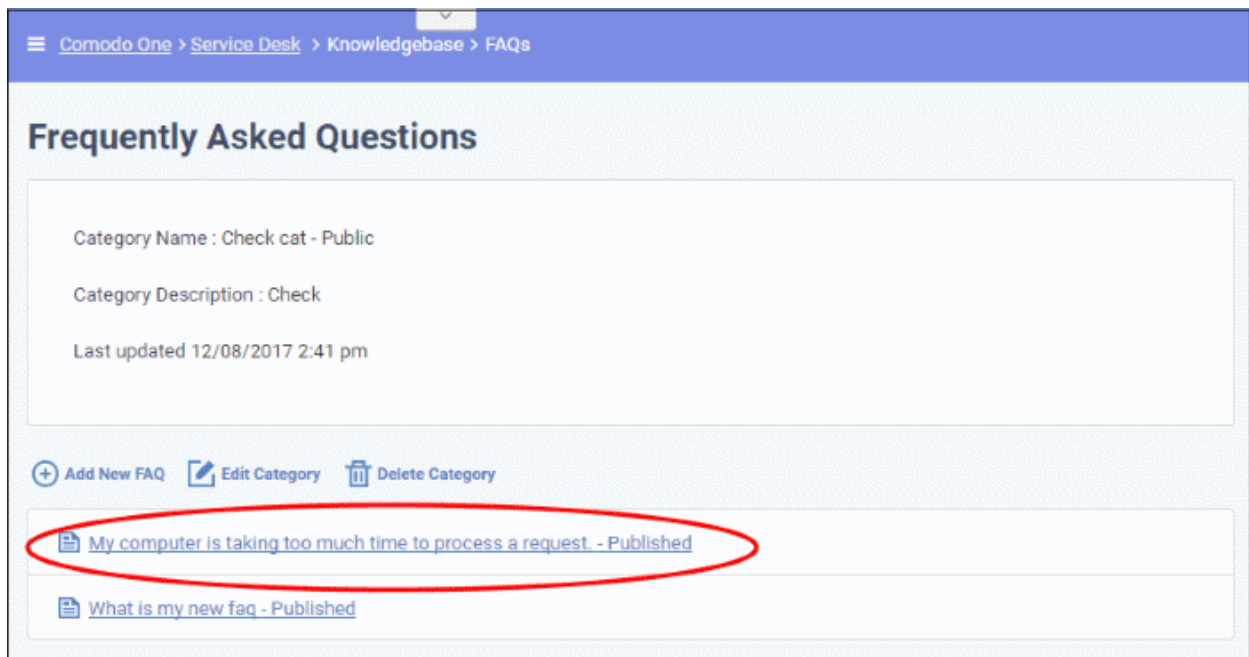 Comodo One > Service Desk > Knowledgebase > FAQs
Frequently Asked Questions
Category Name : Check cat - Public
Category Description : Check
Last updated 12/08/2017 2:41 pm
Add New FAQ Edit Category Delete Category
My computer is taking too much time to process a request. - Published
What is my new faq - Published